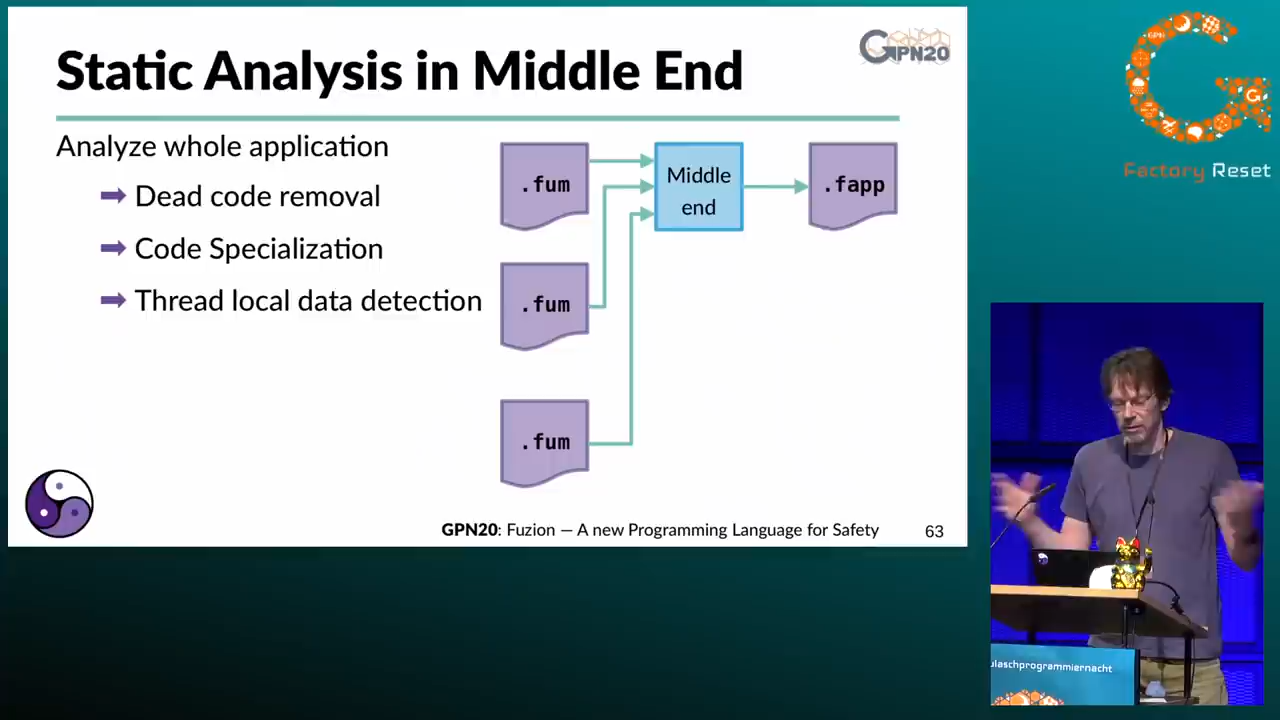 Static Analysis in Middle End
GPN20
Analyze whole application
Dead code removal
Code Specialization
Thread local data detection
.fum
Middle
end
.fapp
.fum
.fum
GPN20: Fuzion — A new Programming Language for Safety
63
Factory Reset
ulaschprogrammiernacht